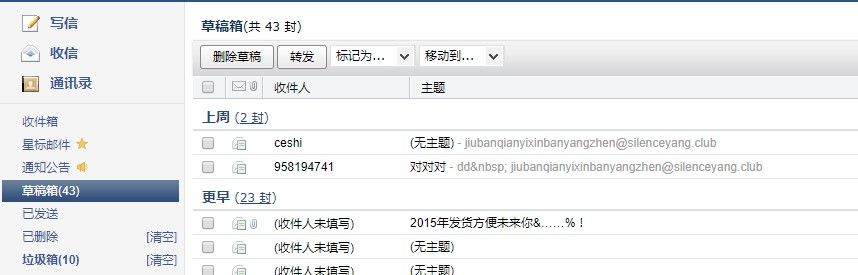 写信
收信
通讯录
收件箱
星标邮件
通知公告
草稿箱(43)
已发送
已删除 [清空]
垃圾箱(10) [清空]
草稿箱(共 43 封)
删除草稿 转发 标记为... 移动到...
收件人 主题
上周 (2 封)
ceshi (无主题) - jiubanqianyixinbanyangzhen@silenceyang.club
958194741 对对对 - dd&nbsp; jiubanqianyixinbanyangzhen@silenceyang.club
更早 (23 封)
(收件人未填写) 2015年发货方便未来你&……%！
(收件人未填写) (无主题)
(收件人未填写) (无主题)